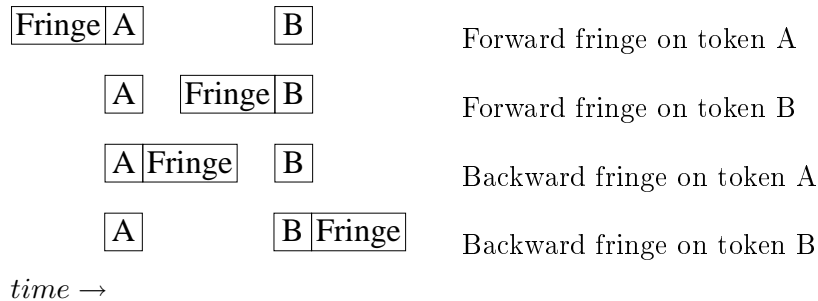 Fringe A B Forward fringe on token A
A Fringe B Forward fringe on token B
A Fringe B Backward fringe on token A
A B Fringe Backward fringe on token B
time →